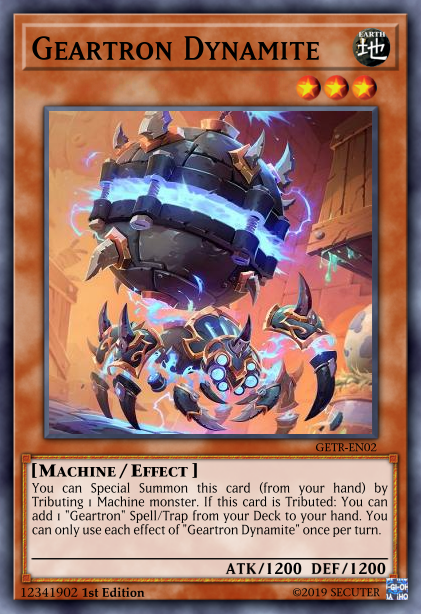 Geartron Dynamite
EARTH
地
GETR-EN02
[Machine / Effect ]
You can Special Summon this card (from your hand) by
Tributing 1 Machine monster. If this card is Tributed: You can
add 1 "Geartron" Spell/Trap from your Deck to your hand. You
can only use each effect of "Geartron Dynamite" once per turn.
ATK/1200 DEF/1200
12341902 1st Edition
©2019 SECUTER